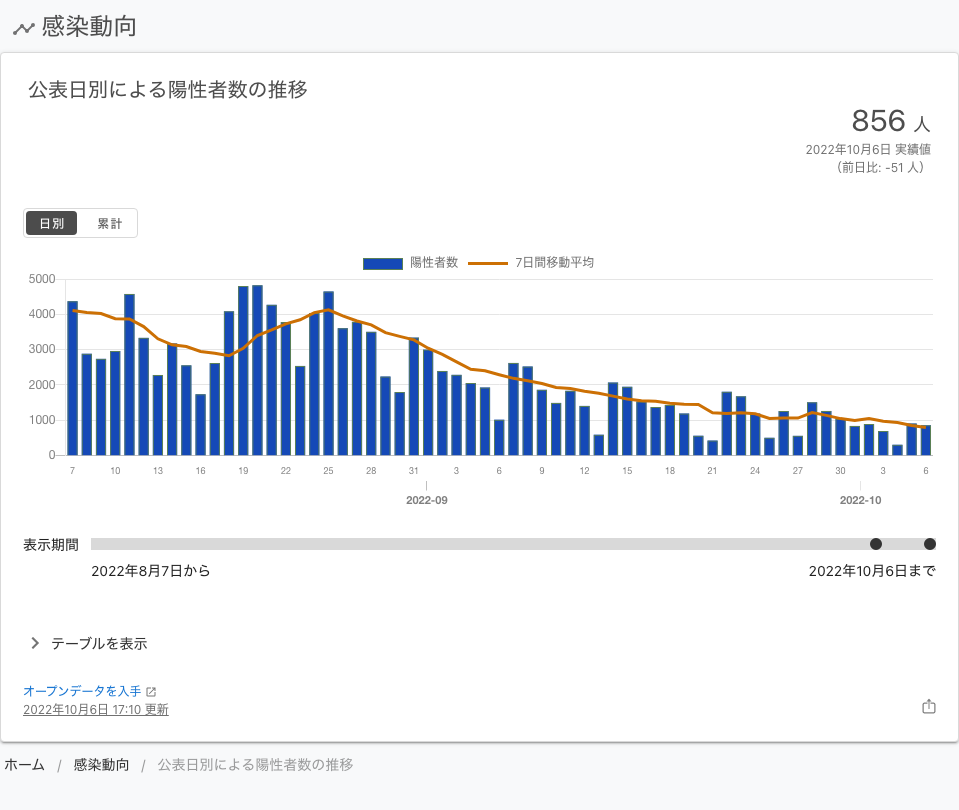 感染動向
公表日別による陽性者数の推移
856 人
2022年10月6日 実績値
（前日比: -51 人）
日別 累計
陽性者数 7日間移動平均
5000
4000
3000
2000
1000
0
7 10 13 16 19 22 25 28 31 3 6 9 12 15 18 21 24 27 30 3 6
2022-09 2022-10
表示期間
2022年8月7日から 2022年10月6日まで
テーブルを表示
オープンデータを入手
2022年10月6日 17:10 更新
ホーム / 感染動向 / 公表日別による陽性者数の推移